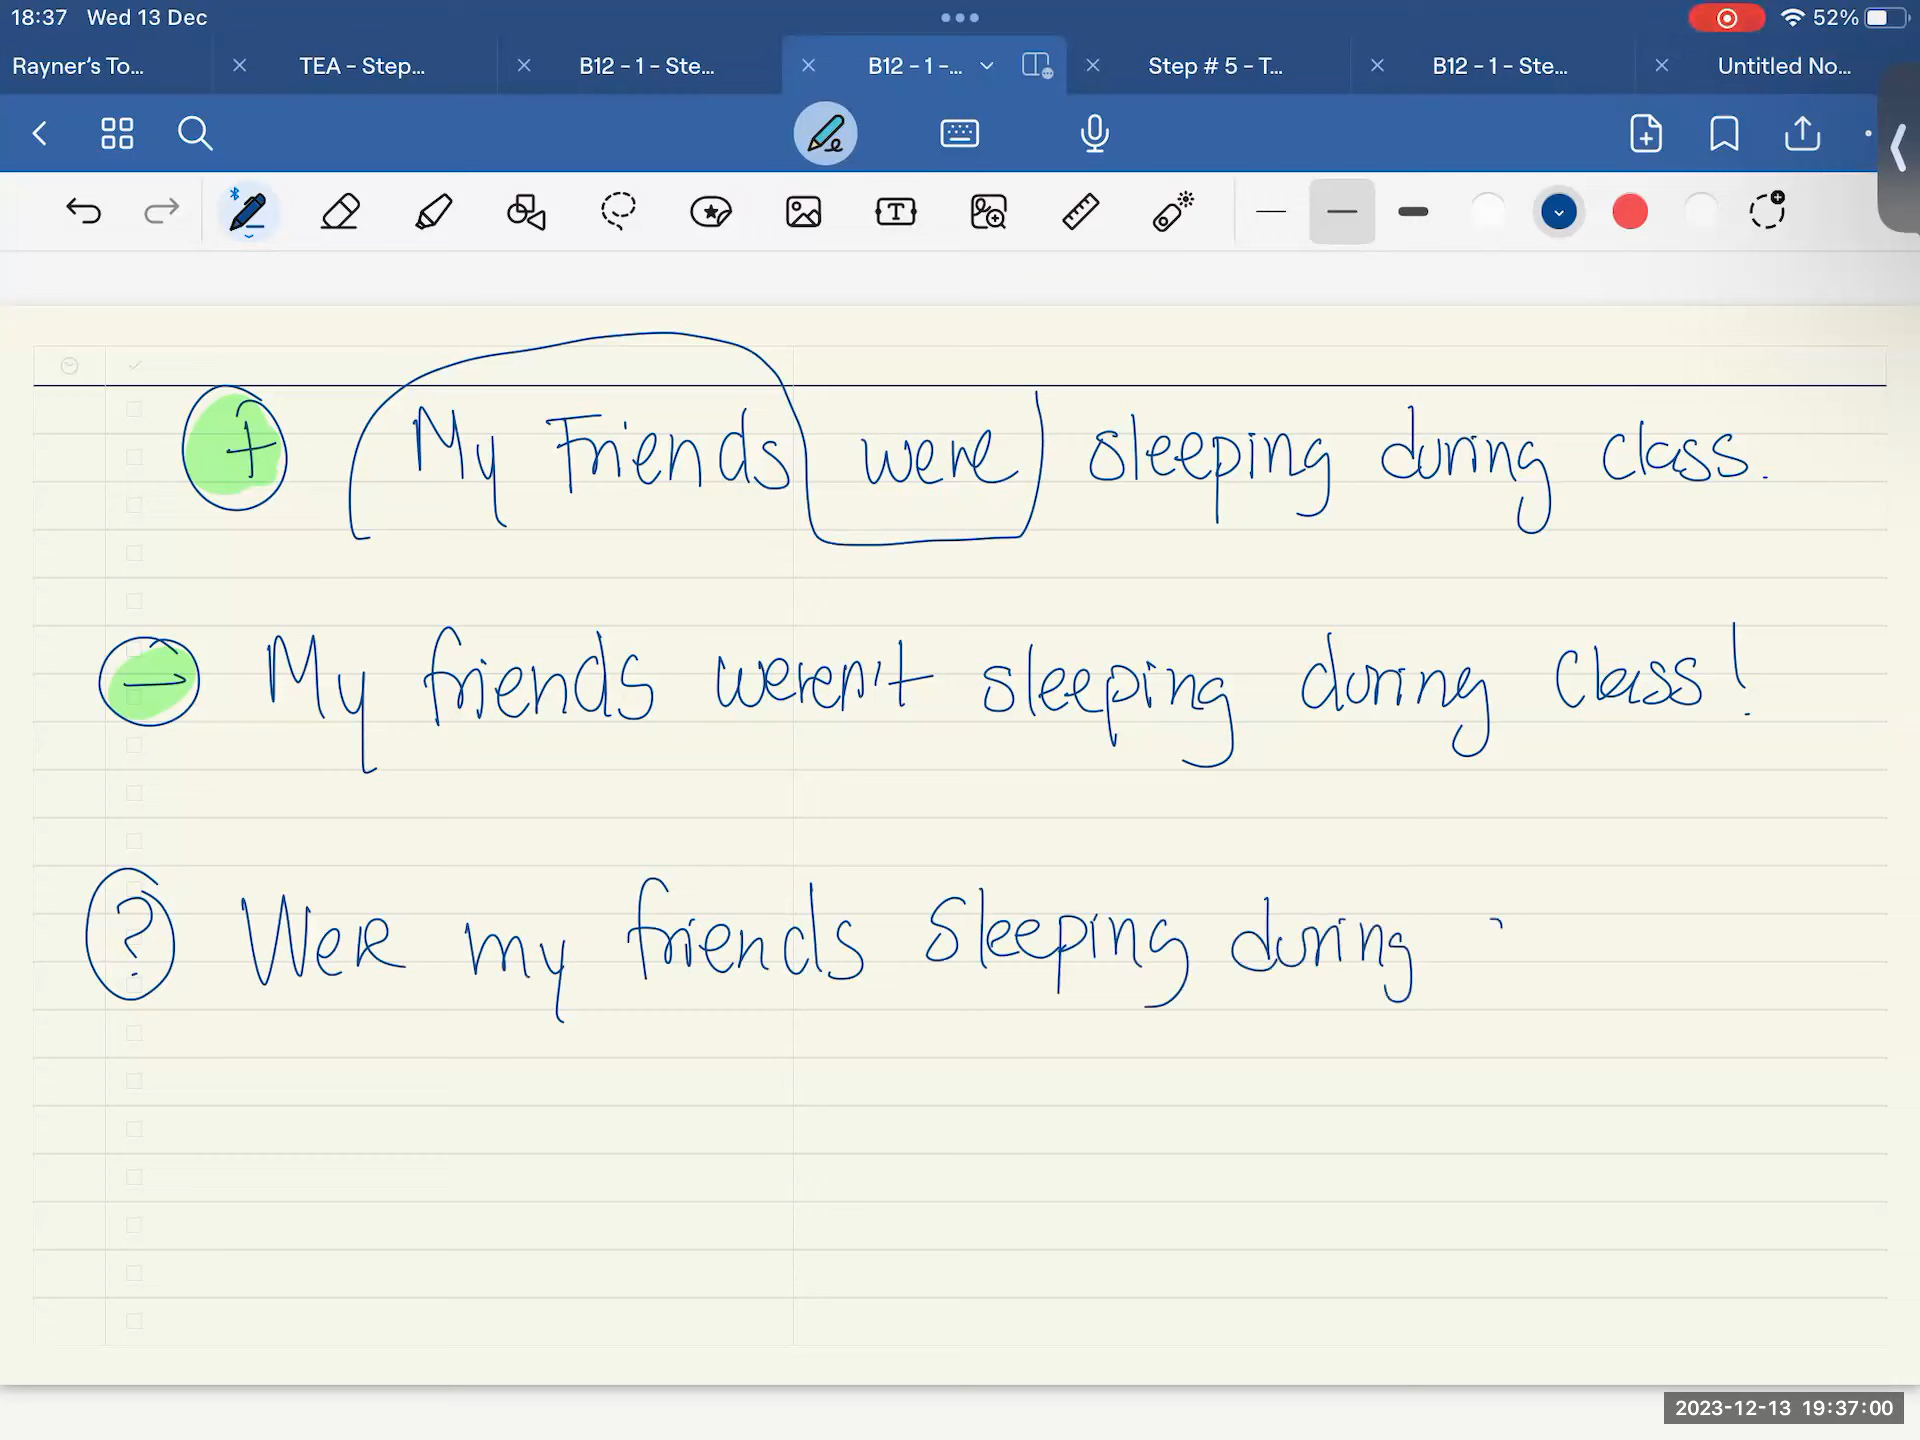 18:37 Wed 13 Dec 52%
Rayner's To... TEA - Step... B12 - 1 - Ste... B12 - 1 -... Step # 5 - T... B12 - 1 - Ste... Untitled No...
+ My Friends were sleeping during class.
- My friends weren't sleeping during class!
? Were my friends sleeping during
2023-12-13 19:37:00